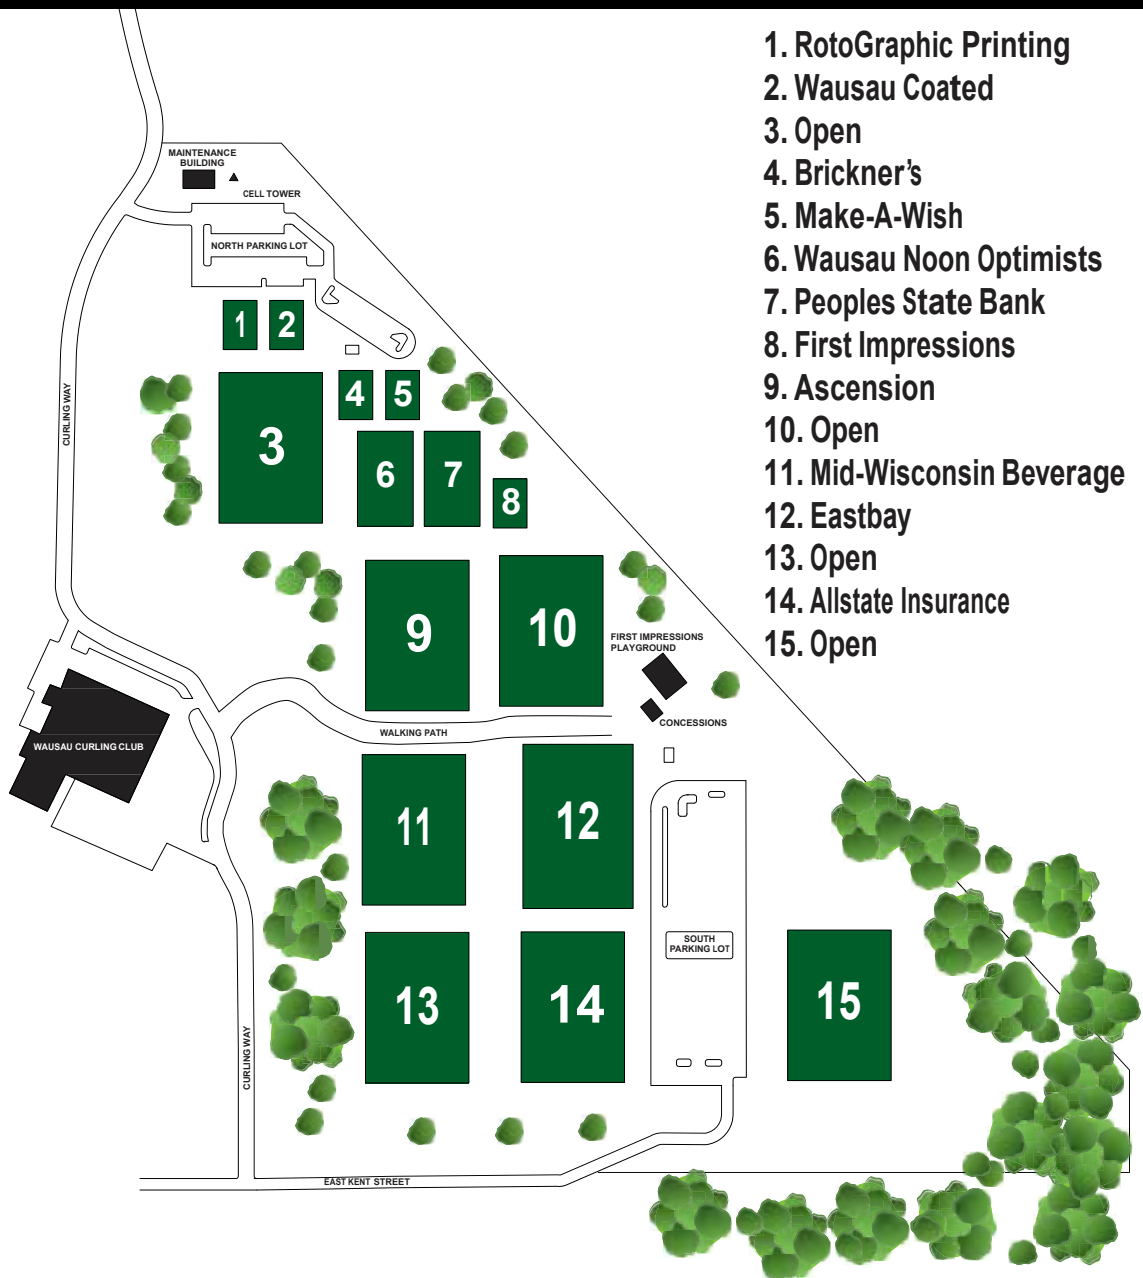 1. RotoGraphic Printing
2. Wausau Coated
3. Open
4. Brickner's
5. Make-A-Wish
6. Wausau Noon Optimists
7. Peoples State Bank
8. First Impressions
9. Ascension
10. Open
11. Mid-Wisconsin Beverage
12. Eastbay
13. Open
14. Allstate Insurance
15. Open
MAINTENANCE
BUILDING
CELL TOWER
NORTH PARKING LOT
1
2
CURLING WAY
4
5
3
6
7
8
9
10
FIRST IMPRESSIONS
PLAYGROUND
CONCESSIONS
WALKING PATH
WAUSAU CURLING CLUB
11
12
SOUTH
PARKING LOT
13
14
15
CURLING WAY
EAST KENT STREET